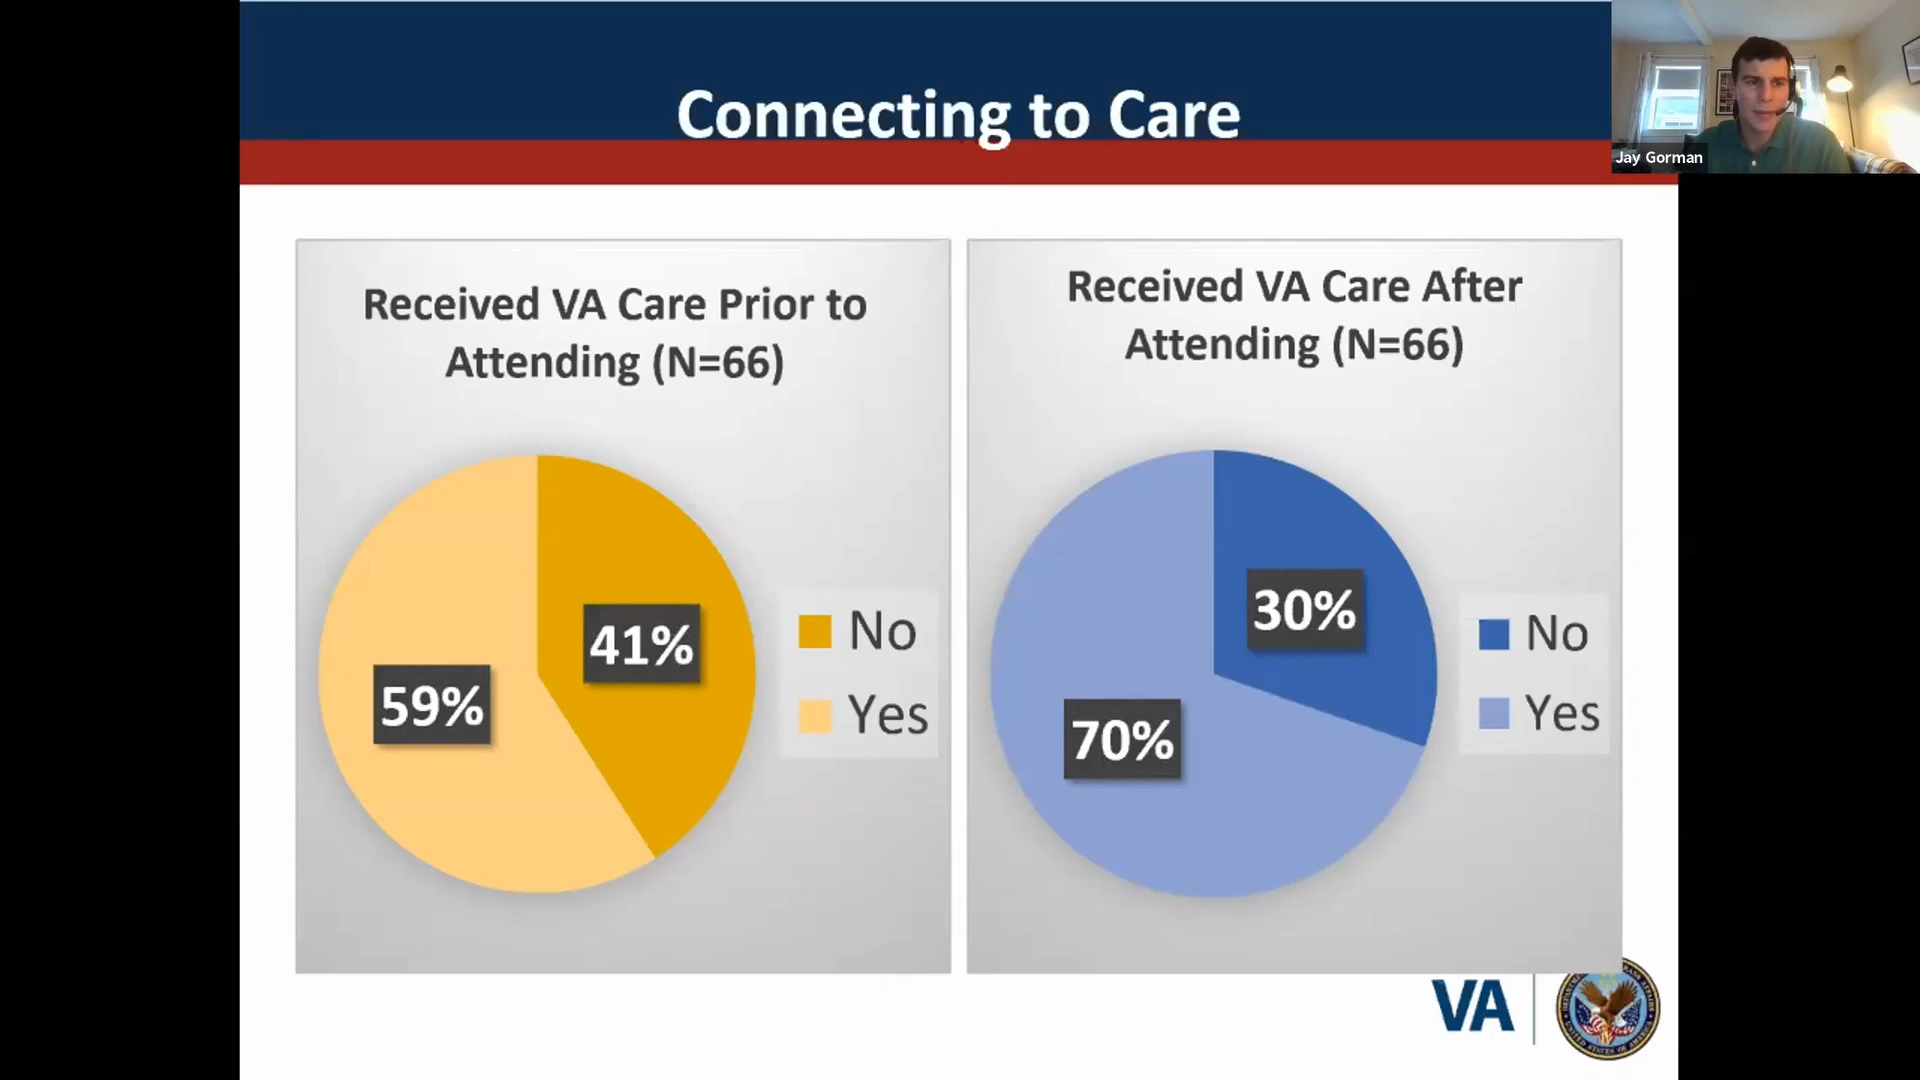 Connecting to Care
Jay Gorman
Received VA Care Prior to
Attending (N=66)
41%
59%
No
Yes
Received VA Care After
Attending (N=66)
30%
70%
No
Yes
VA